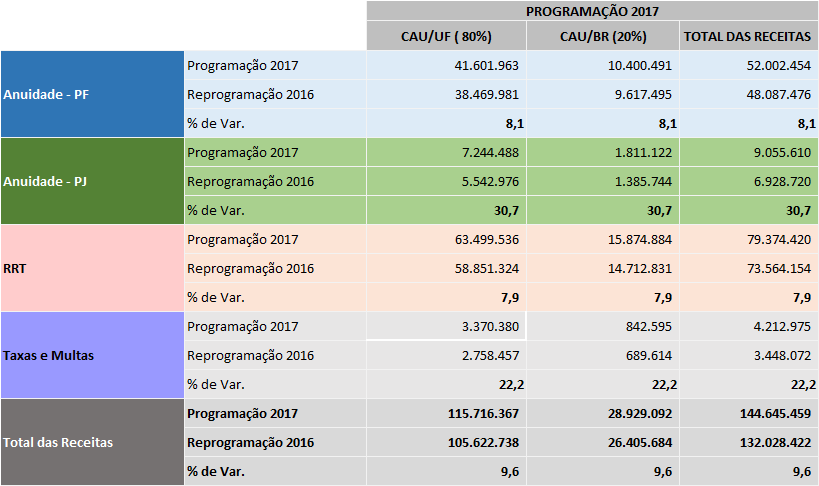 PROGRAMAÇÃO 2017
CAU/UF ( 80%) CAU/BR (20%) TOTAL DAS RECEITAS
Anuidade - PF
Programação 2017 41.601.963 10.400.491 52.002.454
Reprogramação 2016 38.469.981 9.617.495 48.087.476
% de Var. 8,1 8,1 8,1
Anuidade - PJ
Programação 2017 7.244.488 1.811.122 9.055.610
Reprogramação 2016 5.542.976 1.385.744 6.928.720
% de Var. 30,7 30,7 30,7
RRT
Programação 2017 63.499.536 15.874.884 79.374.420
Reprogramação 2016 58.851.324 14.712.831 73.564.154
% de Var. 7,9 7,9 7,9
Taxas e Multas
Programação 2017 3.370.380 842.595 4.212.975
Reprogramação 2016 2.758.457 689.614 3.448.072
% de Var. 22,2 22,2 22,2
Total das Receitas
Programação 2017 115.716.367 28.929.092 144.645.459
Reprogramação 2016 105.622.738 26.405.684 132.028.422
% de Var. 9,6 9,6 9,6